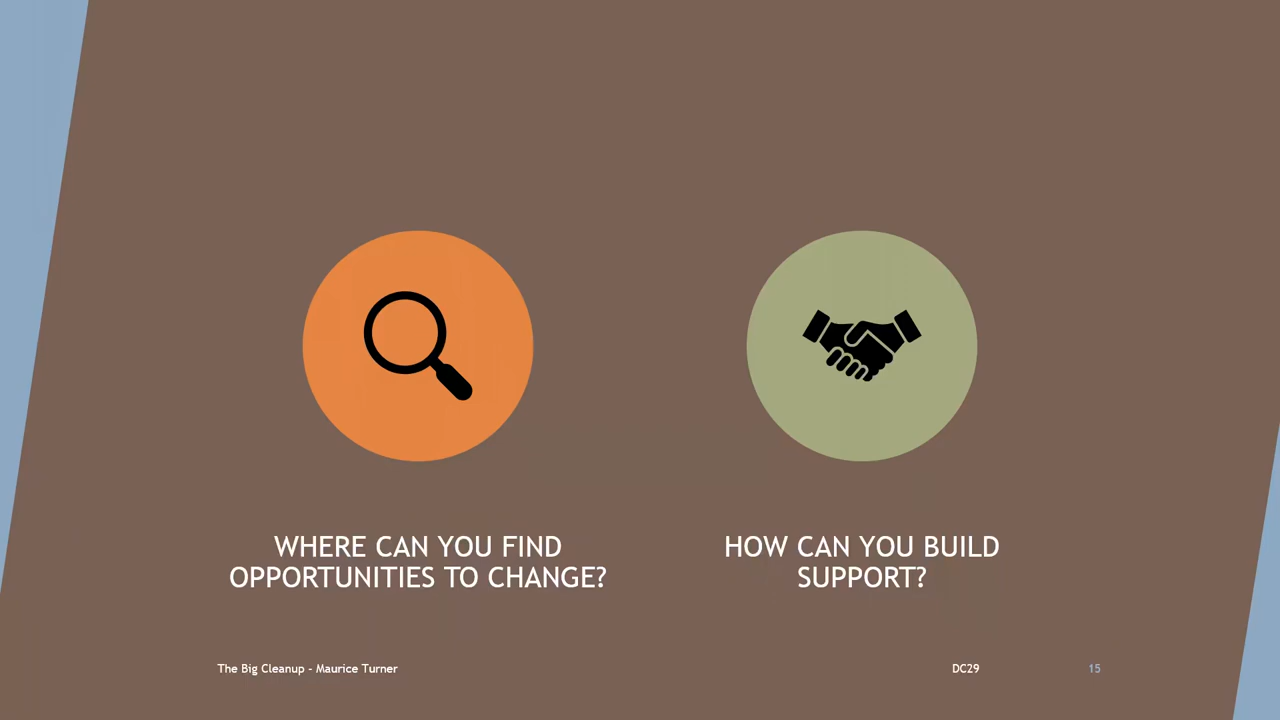 WHERE CAN YOU FIND
OPPORTUNITIES TO CHANGE?
HOW CAN YOU BUILD
SUPPORT?
The Big Cleanup - Maurice Turner
DC29
15